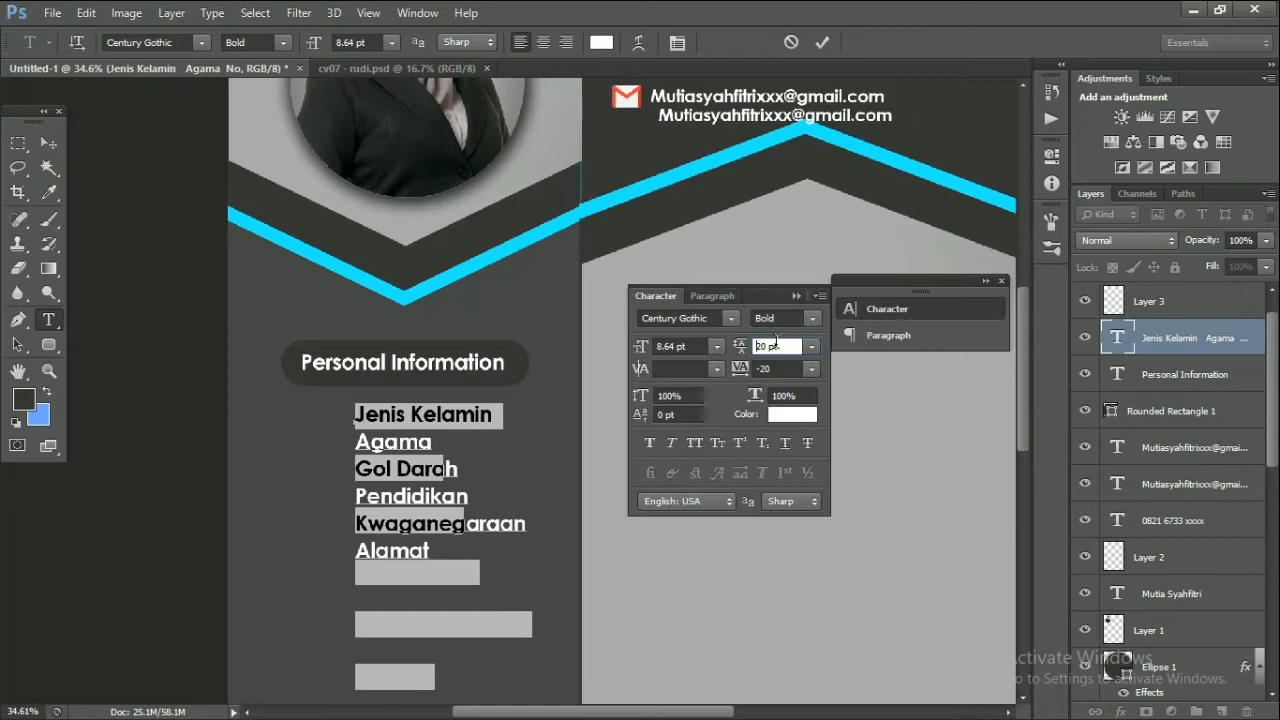 Ps File Edit Image Layer Type Select Filter 3D View Window Help
T Century Gothic Bold 8.64 pt Sharp Essentials
Untitled-1 @ 34.6% (Jenis Kelamin Agama No, RGB/8) * × cv07 - rudi.psd @ 16.7% (RGB/8) ×
Mutiasyahfitrixxx@gmail.com
Mutiasyahfitrixxx@gmail.com
Personal Information
Jenis Kelamin
Agama
Gol Darah
Pendidikan
Kwaganegaraan
Alamat
Character Paragraph
Century Gothic Bold
8.64 pt 20 pt
-20
100% 100%
0 pt Color:
English: USA Sharp
Character
Paragraph
Adjustments Styles
Add an adjustment
Layers Channels Paths
Kind
Normal Opacity: 100%
Lock: Fill: 100%
Layer 3
Jenis Kelamin Agama ...
Personal Information
Rounded Rectangle 1
Mutiasyahfitrixxx@gmai...
Mutiasyahfitrixxx@gmai...
0821 6733 xxxx
Layer 2
Mutia Syahfitri
Layer 1
Ellipse 1 fx
Effects
Activate Windows
Go to Settings to activate Windows.
34.61% Doc: 25.1M/58.1M